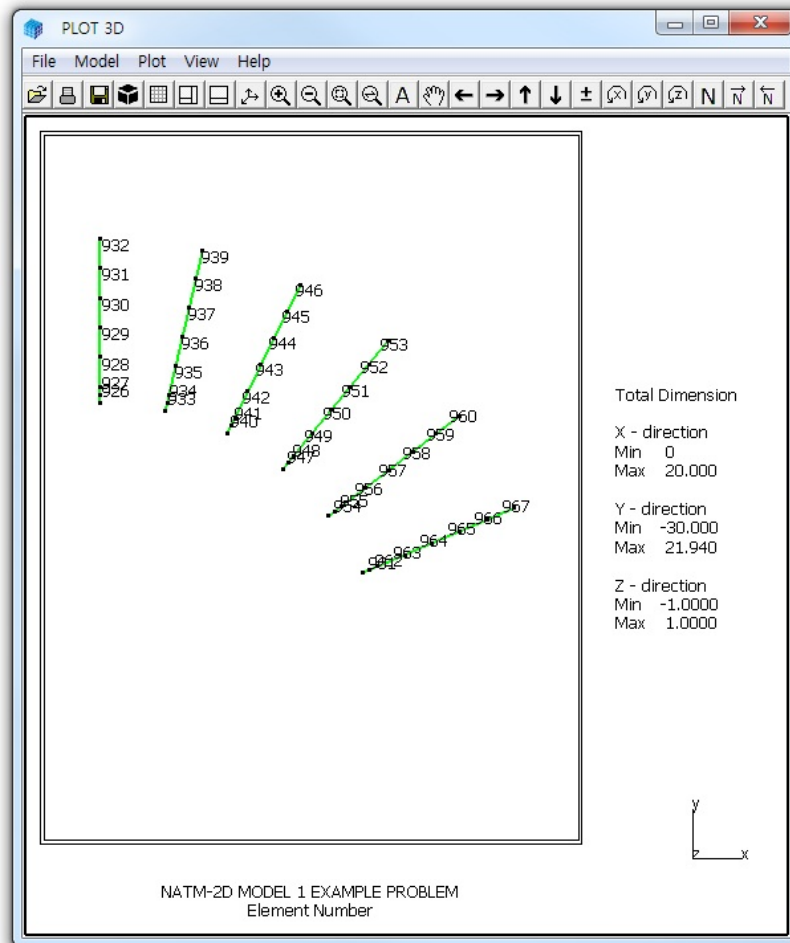 PLOT 3D
File Model Plot View Help
A X y z N N N
932
931
930
929
928
927
926
939
938
937
936
935
934
933
946
945
944
943
942
941
940
953
952
951
950
949
948
947
960
959
958
957
956
955
954
967
966
965
964
963
962
961
Total Dimension
X - direction
Min 0
Max 20.000
Y - direction
Min -30.000
Max 21.940
Z - direction
Min -1.0000
Max 1.0000
y
z x
NATM-2D MODEL 1 EXAMPLE PROBLEM
Element Number